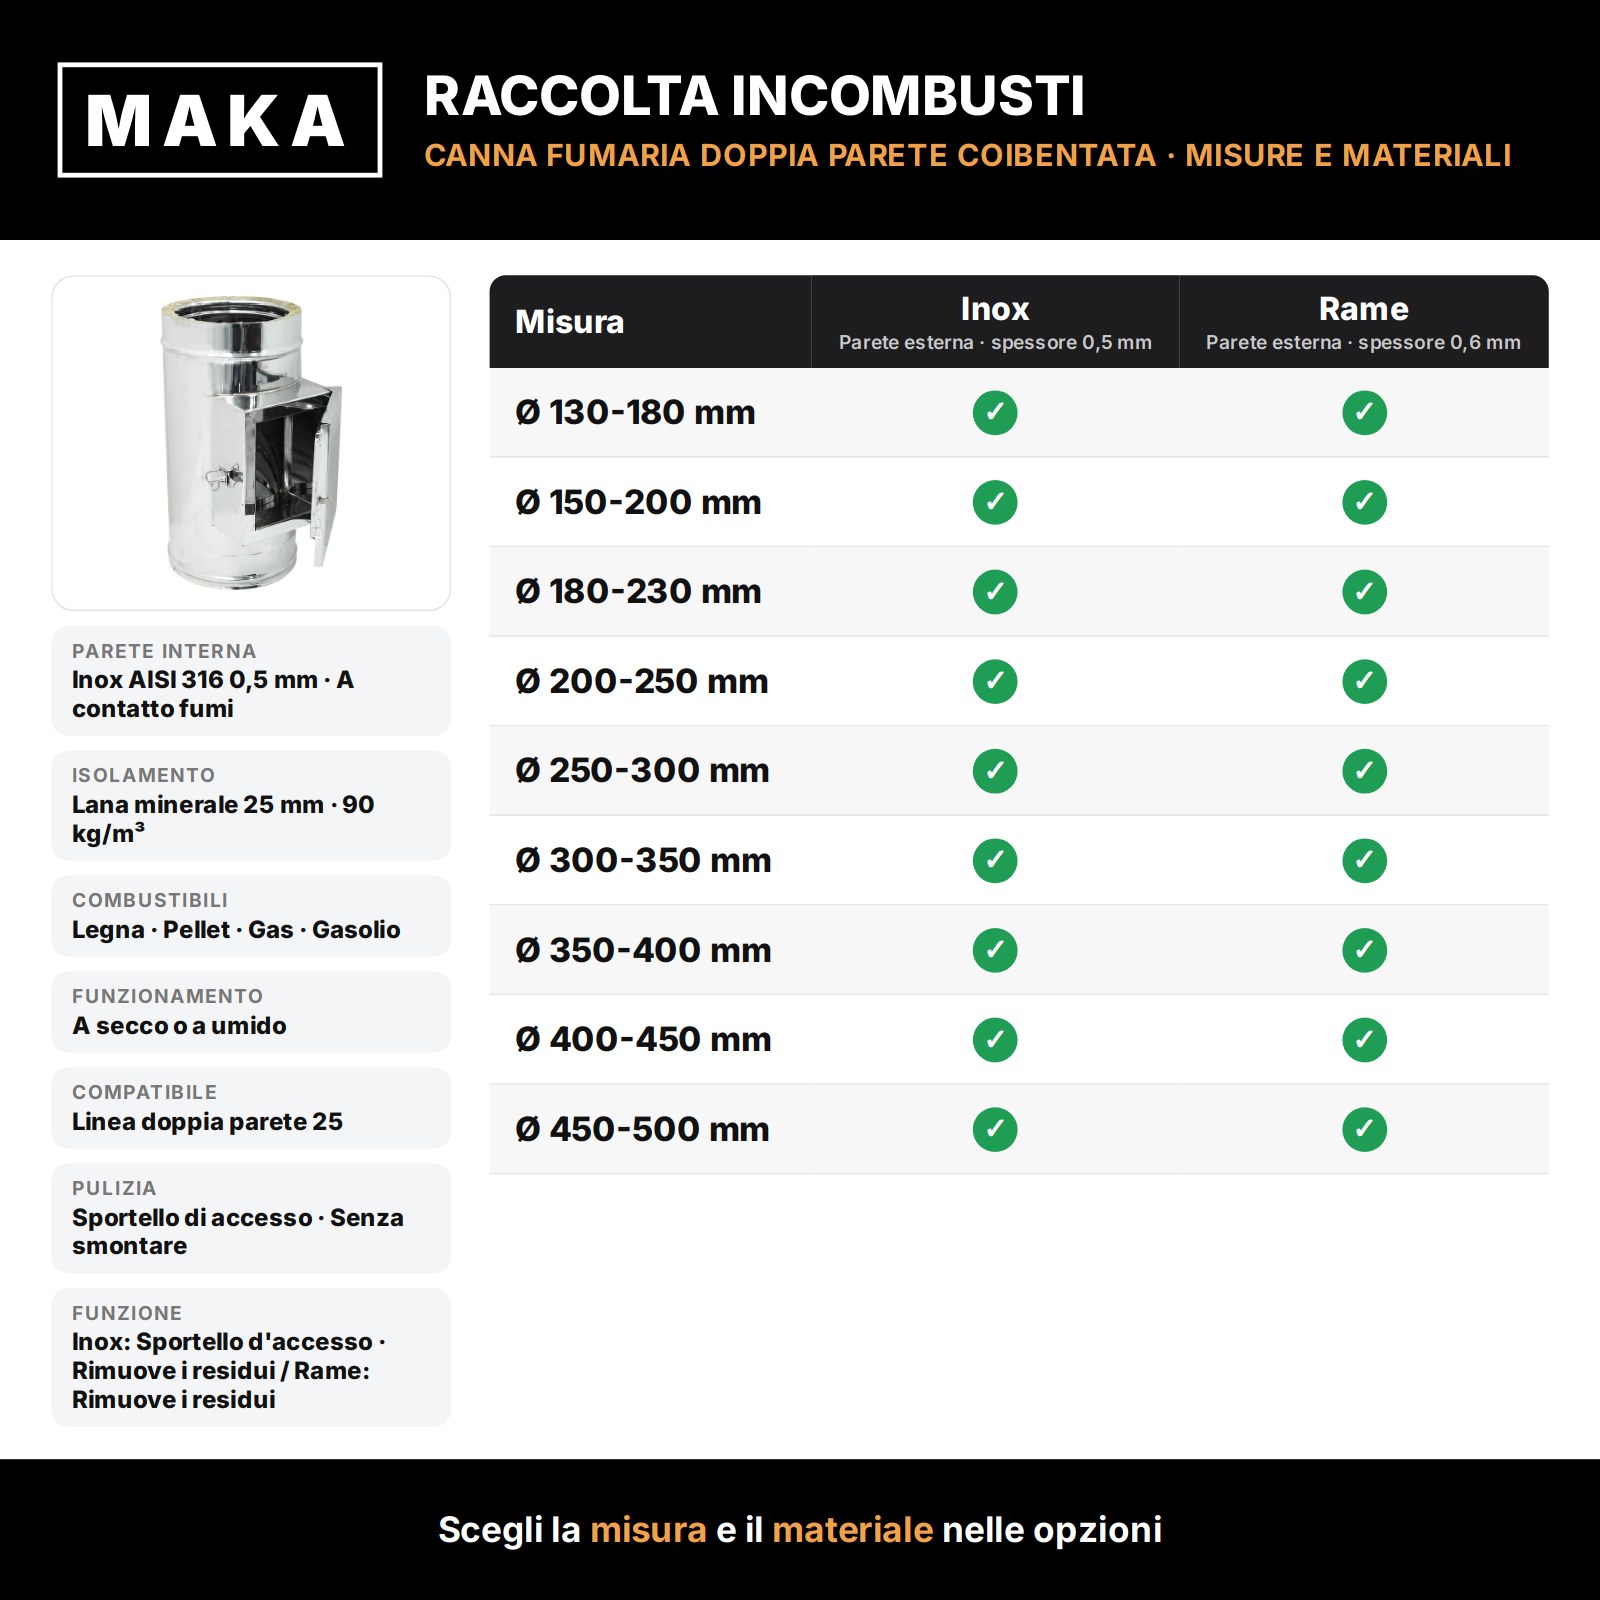 MAKA
RACCOLTA INCOMBUSTI
CANNA FUMARIA DOPPIA PARETE COIBENTATA · MISURE E MATERIALI
PARETE INTERNA
Inox AISI 316 0,5 mm · A
contatto fumi
ISOLAMENTO
Lana minerale 25 mm · 90
kg/m³
COMBUSTIBILI
Legna · Pellet · Gas · Gasolio
FUNZIONAMENTO
A secco o a umido
COMPATIBILE
Linea doppia parete 25
PULIZIA
Sportello di accesso · Senza
smontare
FUNZIONE
Inox: Sportello d'accesso ·
Rimuove i residui / Rame:
Rimuove i residui
Misura
Inox
Parete esterna · spessore 0,5 mm
Rame
Parete esterna · spessore 0,6 mm
Ø 130-180 mm ✓ ✓
Ø 150-200 mm ✓ ✓
Ø 180-230 mm ✓ ✓
Ø 200-250 mm ✓ ✓
Ø 250-300 mm ✓ ✓
Ø 300-350 mm ✓ ✓
Ø 350-400 mm ✓ ✓
Ø 400-450 mm ✓ ✓
Ø 450-500 mm ✓ ✓
Scegli la misura e il materiale nelle opzioni